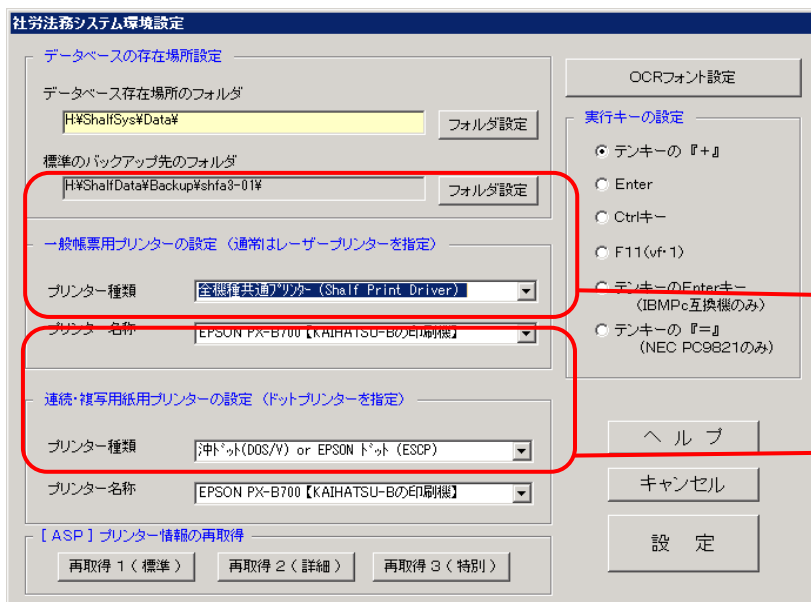 社労法務システム環境設定
データベースの存在場所設定
データベース存在場所のフォルダ
H:¥ShalfSys¥Data¥
フォルダ設定
標準のバックアップ先のフォルダ
H:¥ShalfData¥Backup¥shfa3-01¥
フォルダ設定
一般帳票用プリンターの設定（通常はレーザープリンターを指定）
プリンター種類
全機種共通プリンター (Shalf Print Driver)
プリンター名称
EPSON PX-B700【KAIHATSU-Bの印刷機】
連続・複写用紙用プリンターの設定（ドットプリンターを指定）
プリンター種類
沖ドット(DOS/V) or EPSON ドット (ESCP)
プリンター名称
EPSON PX-B700【KAIHATSU-Bの印刷機】
[ASP]プリンター情報の再取得
再取得１(標準)
再取得２(詳細)
再取得３(特別)
OCRフォント設定
実行キーの設定
テンキーの『+』
Enter
Ctrlキー
F11(vf・1)
テンキーのEnterキー
(IBMPc互換機のみ)
テンキーの『=』
(NEC PC9821のみ)
ヘ ル プ
キャンセル
設 定